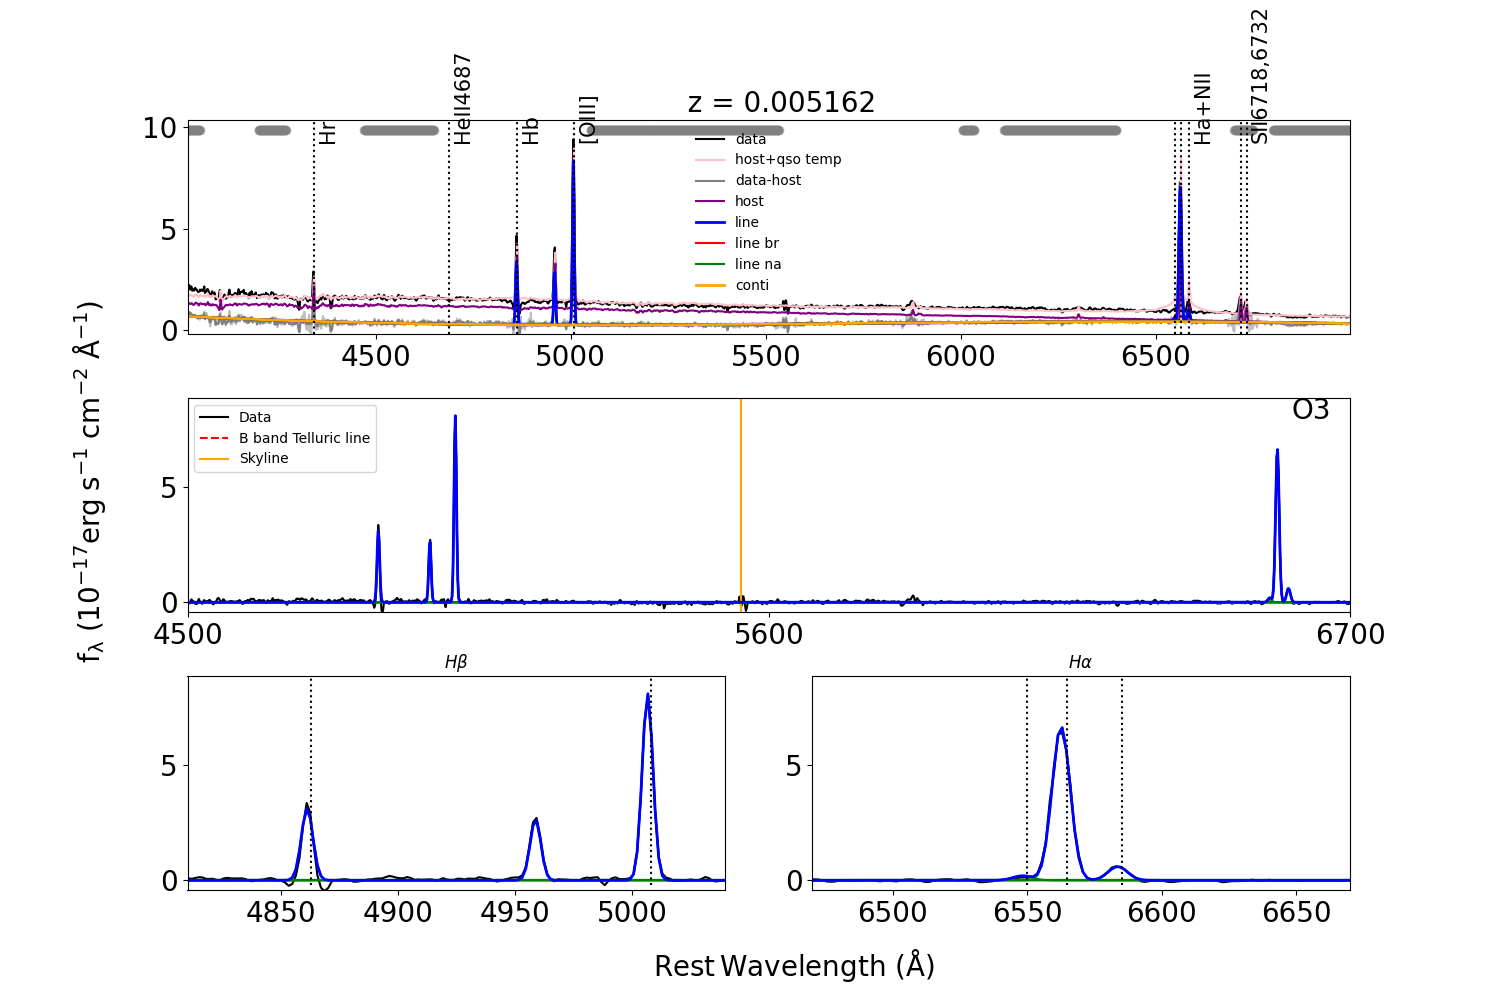 z = 0.005162
Hr
HeII4687
Hb
[OIII]
Ha+NII
SII6718,6732
10
5
0
data
host+qso temp
data-host
host
line
line br
line na
conti
4500 5000 5500 6000 6500
fλ (10⁻¹⁷erg s⁻¹ cm⁻² Å⁻¹)
O3
Data
B band Telluric line
Skyline
5
0
4500 5600 6700
Hβ
5
0
4850 4900 4950 5000
Hα
5
0
6500 6550 6600 6650
Rest Wavelength (Å)